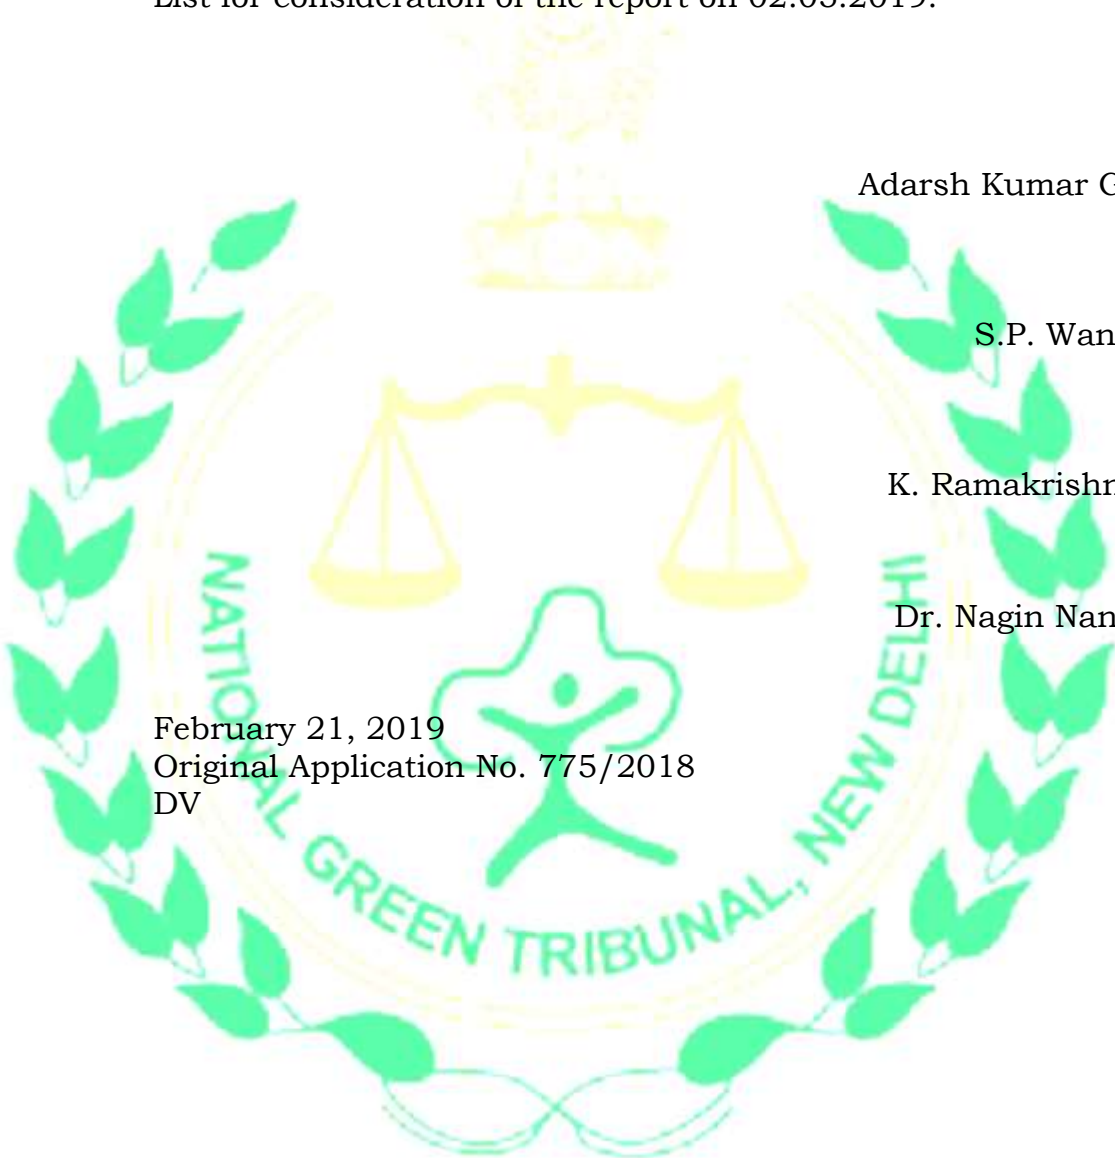 List for consideration of the report on 02.05.2019.
Adarsh Kumar G
S.P. Wan
K. Ramakrishn
Dr. Nagin Nan
February 21, 2019
Original Application No. 775/2018
DV
NATIONAL GREEN TRIBUNAL, NEW DELHI